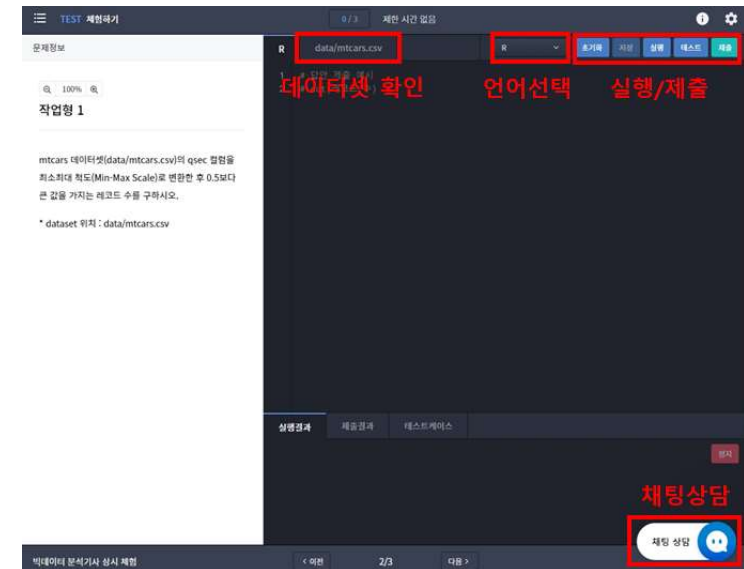 TEST 체험하기
0/3 제한 시간 없음
문제정보
R data/mtcars.csv
R
초기화 저장 실행 테스트 제출
데이터셋 확인
언어선택
실행/제출
100%
작업형 1
mtcars 데이터셋(data/mtcars.csv)의 qsec 컬럼을
최소최대 척도(Min-Max Scale)로 변환한 후 0.5보다
큰 값을 가지는 레코드 수를 구하시오.
* dataset 위치 : data/mtcars.csv
1
2
실행결과 제출결과 테스트케이스
채팅상담
채팅 상담
빅데이터 분석기사 상시 체험
< 이전 2/3 다음 >